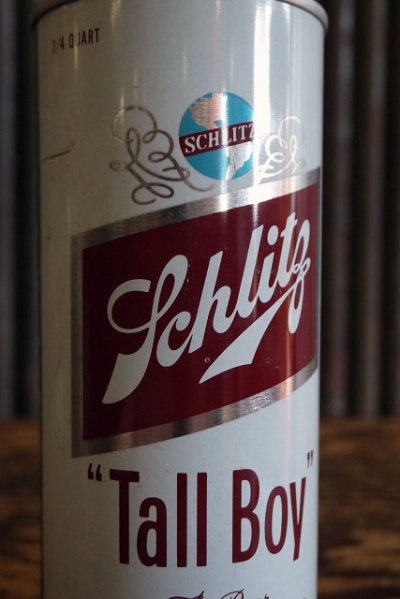 3/4 QUART
SCHLITZ
Schlitz
"Tall Boy"